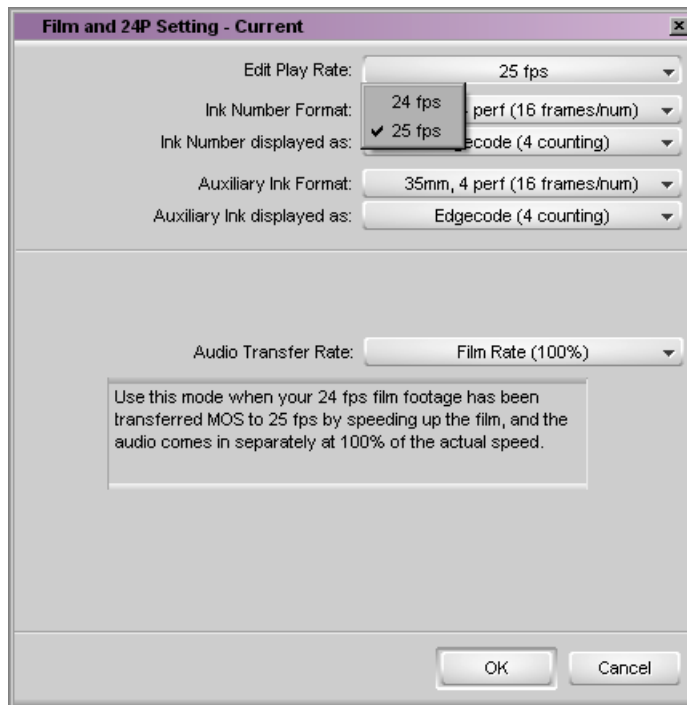 Film and 24P Setting - Current
Edit Play Rate: 25 fps
24 fps
25 fps
Ink Number Format: perf (16 frames/num)
Ink Number displayed as: (4 counting)
Auxiliary Ink Format: 35mm, 4 perf (16 frames/num)
Auxiliary Ink displayed as: Edgecode (4 counting)
Audio Transfer Rate: Film Rate (100%)
Use this mode when your 24 fps film footage has been
transferred MOS to 25 fps by speeding up the film, and the
audio comes in separately at 100% of the actual speed.
OK
Cancel